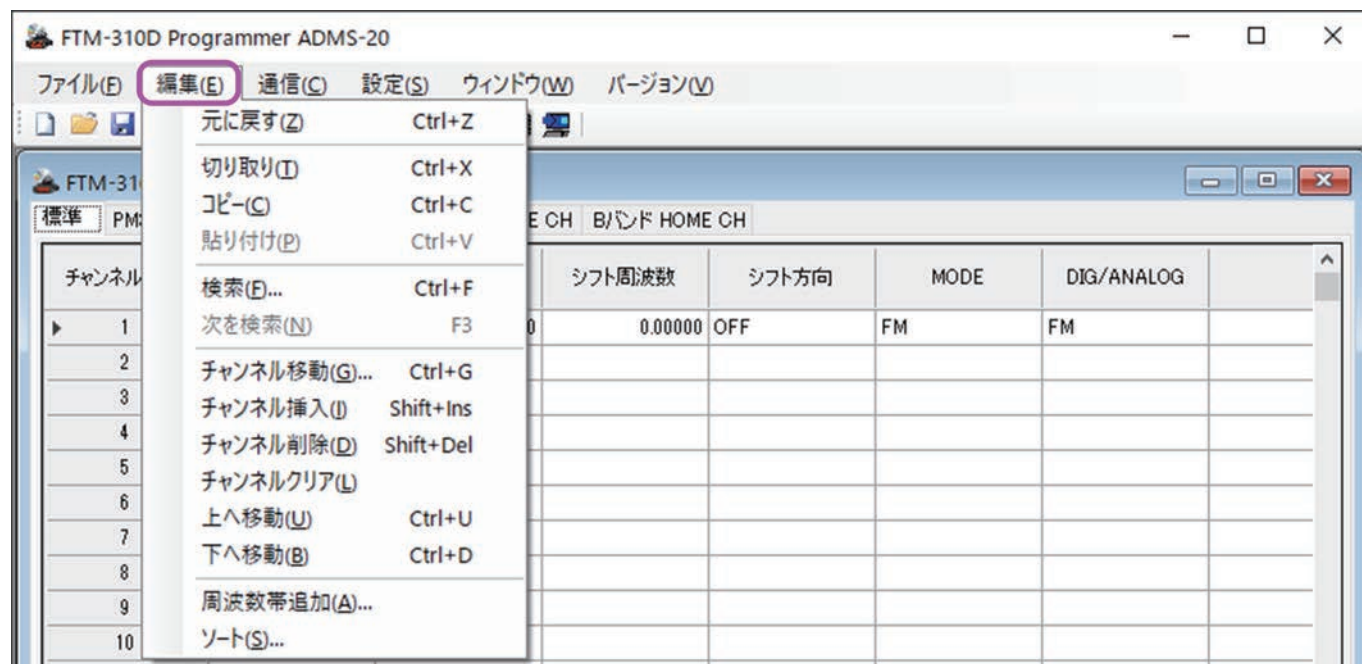 FTM-310D Programmer ADMS-20
ファイル(F) 編集(E) 通信(C) 設定(S) ウィンドウ(W) バージョン(V)
元に戻す(Z) Ctrl+Z
切り取り(T) Ctrl+X
コピー(C) Ctrl+C
貼り付け(P) Ctrl+V
検索(F)... Ctrl+F
次を検索(N) F3
チャンネル移動(G)... Ctrl+G
チャンネル挿入(I) Shift+Ins
チャンネル削除(D) Shift+Del
チャンネルクリア(L)
上へ移動(U) Ctrl+U
下へ移動(B) Ctrl+D
周波数帯追加(A)...
ソート(S)...
FTM-31
標準 PM E CH Bバンド HOME CH
チャンネル シフト周波数 シフト方向 MODE DIG/ANALOG
1 0 0.00000 OFF FM FM
2
3
4
5
6
7
8
9
10